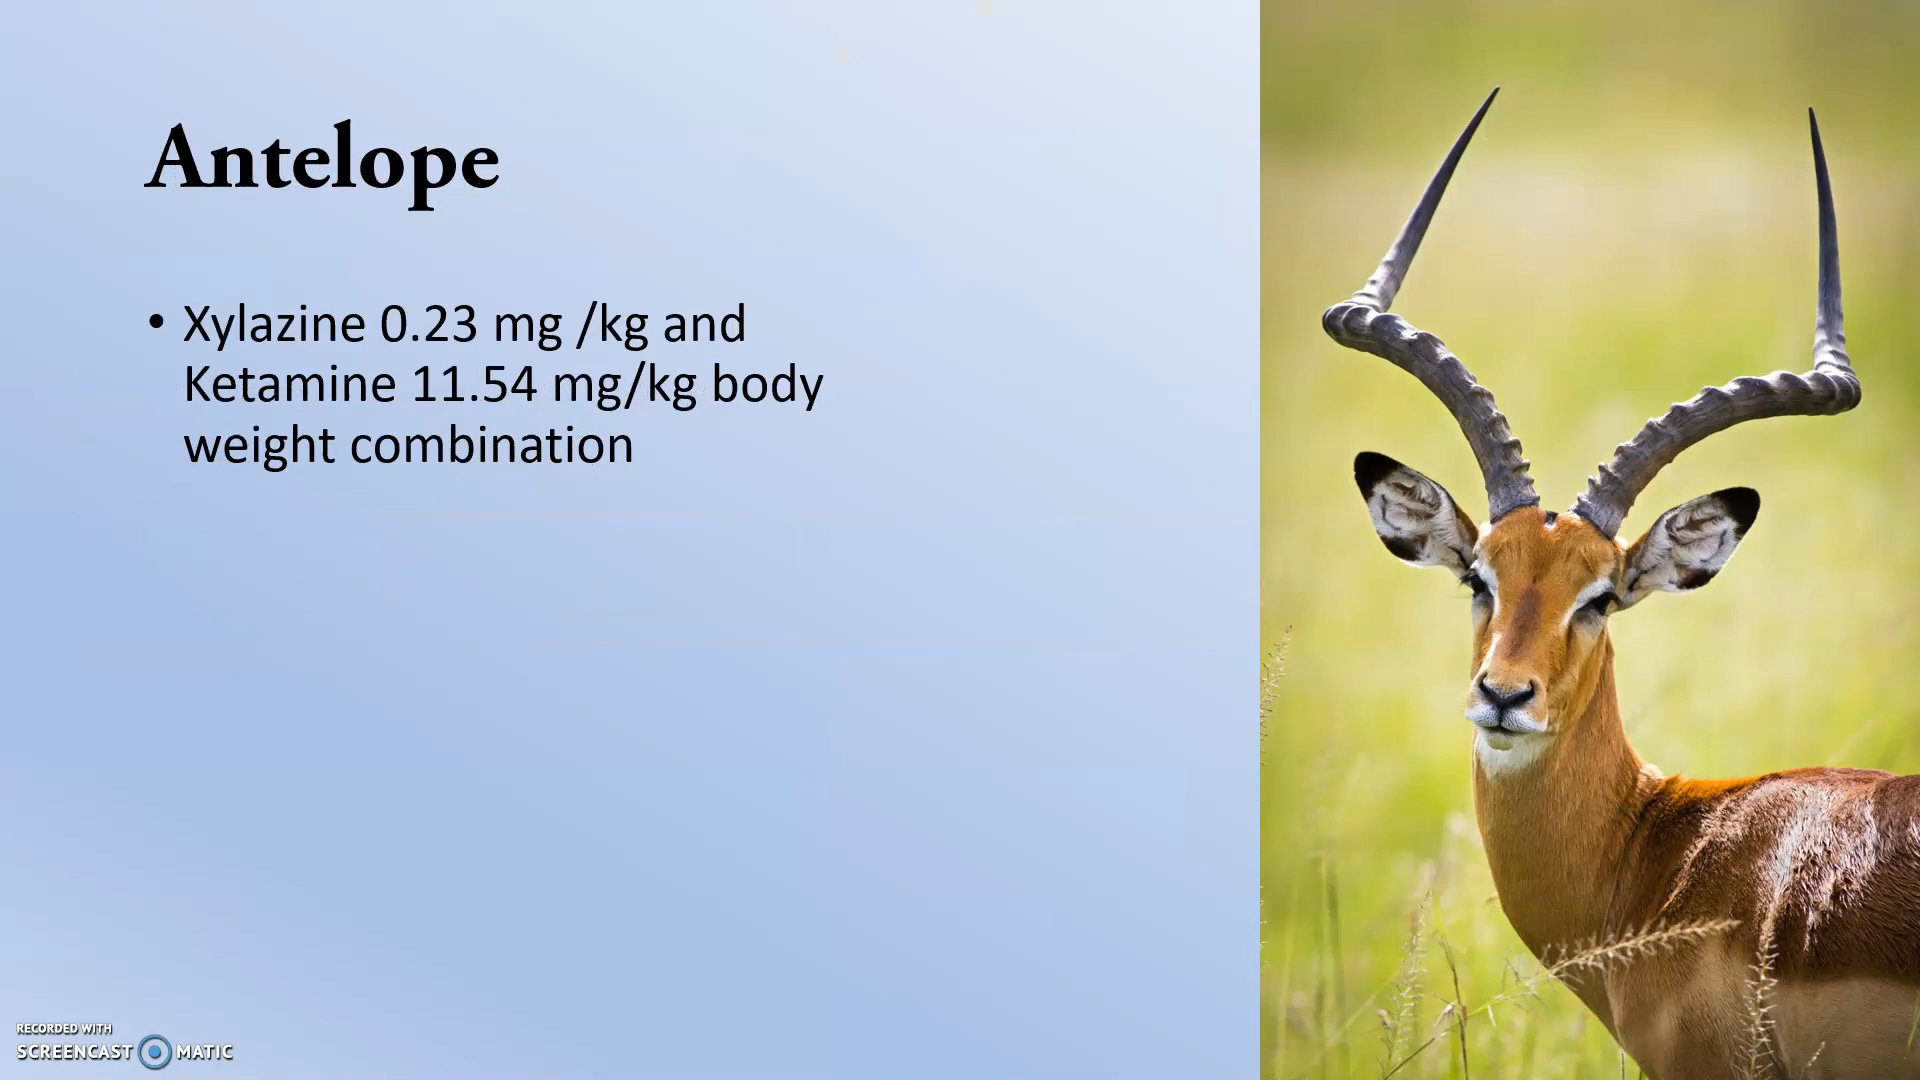 Antelope
• Xylazine 0.23 mg /kg and
Ketamine 11.54 mg/kg body
weight combination
RECORDED WITH
SCREENCAST MATIC